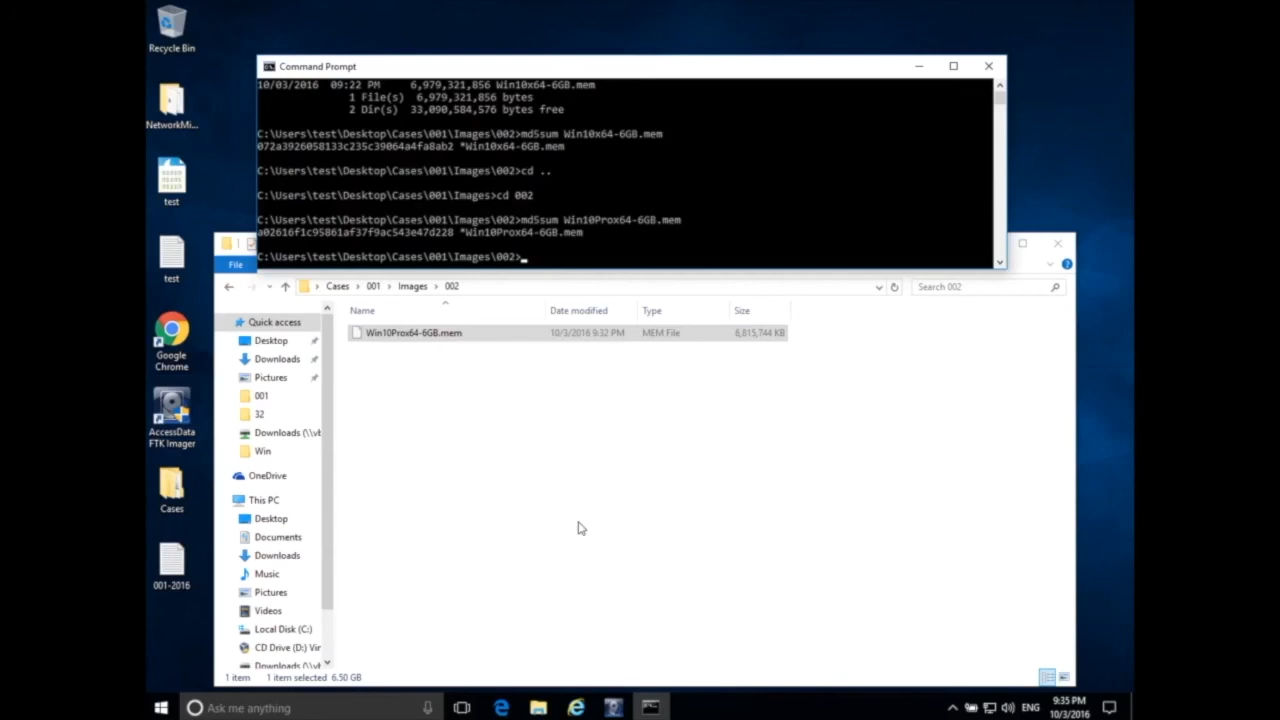 Recycle Bin
NetworkMi...
test
test
Google
Chrome
AccessData
FTK Imager
Cases
001-2016
Command Prompt
10/03/2016  09:22 PM     6,979,321,856 Win10x64-6GB.mem
1 File(s)  6,979,321,856 bytes
2 Dir(s)  33,090,584,576 bytes free
C:\Users\test\Desktop\Cases\001\Images\002>md5sum Win10x64-6GB.mem
072a3926058133c235c39064a4fa8ab2 *Win10x64-6GB.mem
C:\Users\test\Desktop\Cases\001\Images\002>cd ..
C:\Users\test\Desktop\Cases\001\Images>cd 002
C:\Users\test\Desktop\Cases\001\Images\002>md5sum Win10Prox64-6GB.mem
a02616f1c95861af37f9ac543e47d228 *Win10Prox64-6GB.mem
C:\Users\test\Desktop\Cases\001\Images\002>
File
Cases > 001 > Images > 002
Search 002
Name Date modified Type Size
Win10Prox64-6GB.mem 10/3/2016 9:32 PM MEM File 6,815,744 KB
Quick access
Desktop
Downloads
Pictures
001
32
Downloads (\\vb
Win
OneDrive
This PC
Desktop
Documents
Downloads
Music
Pictures
Videos
Local Disk (C:)
CD Drive (D:) Vir
Downloads (\\vb
1 item 1 item selected 6.50 GB
Ask me anything
ENG
9:35 PM
10/3/2016